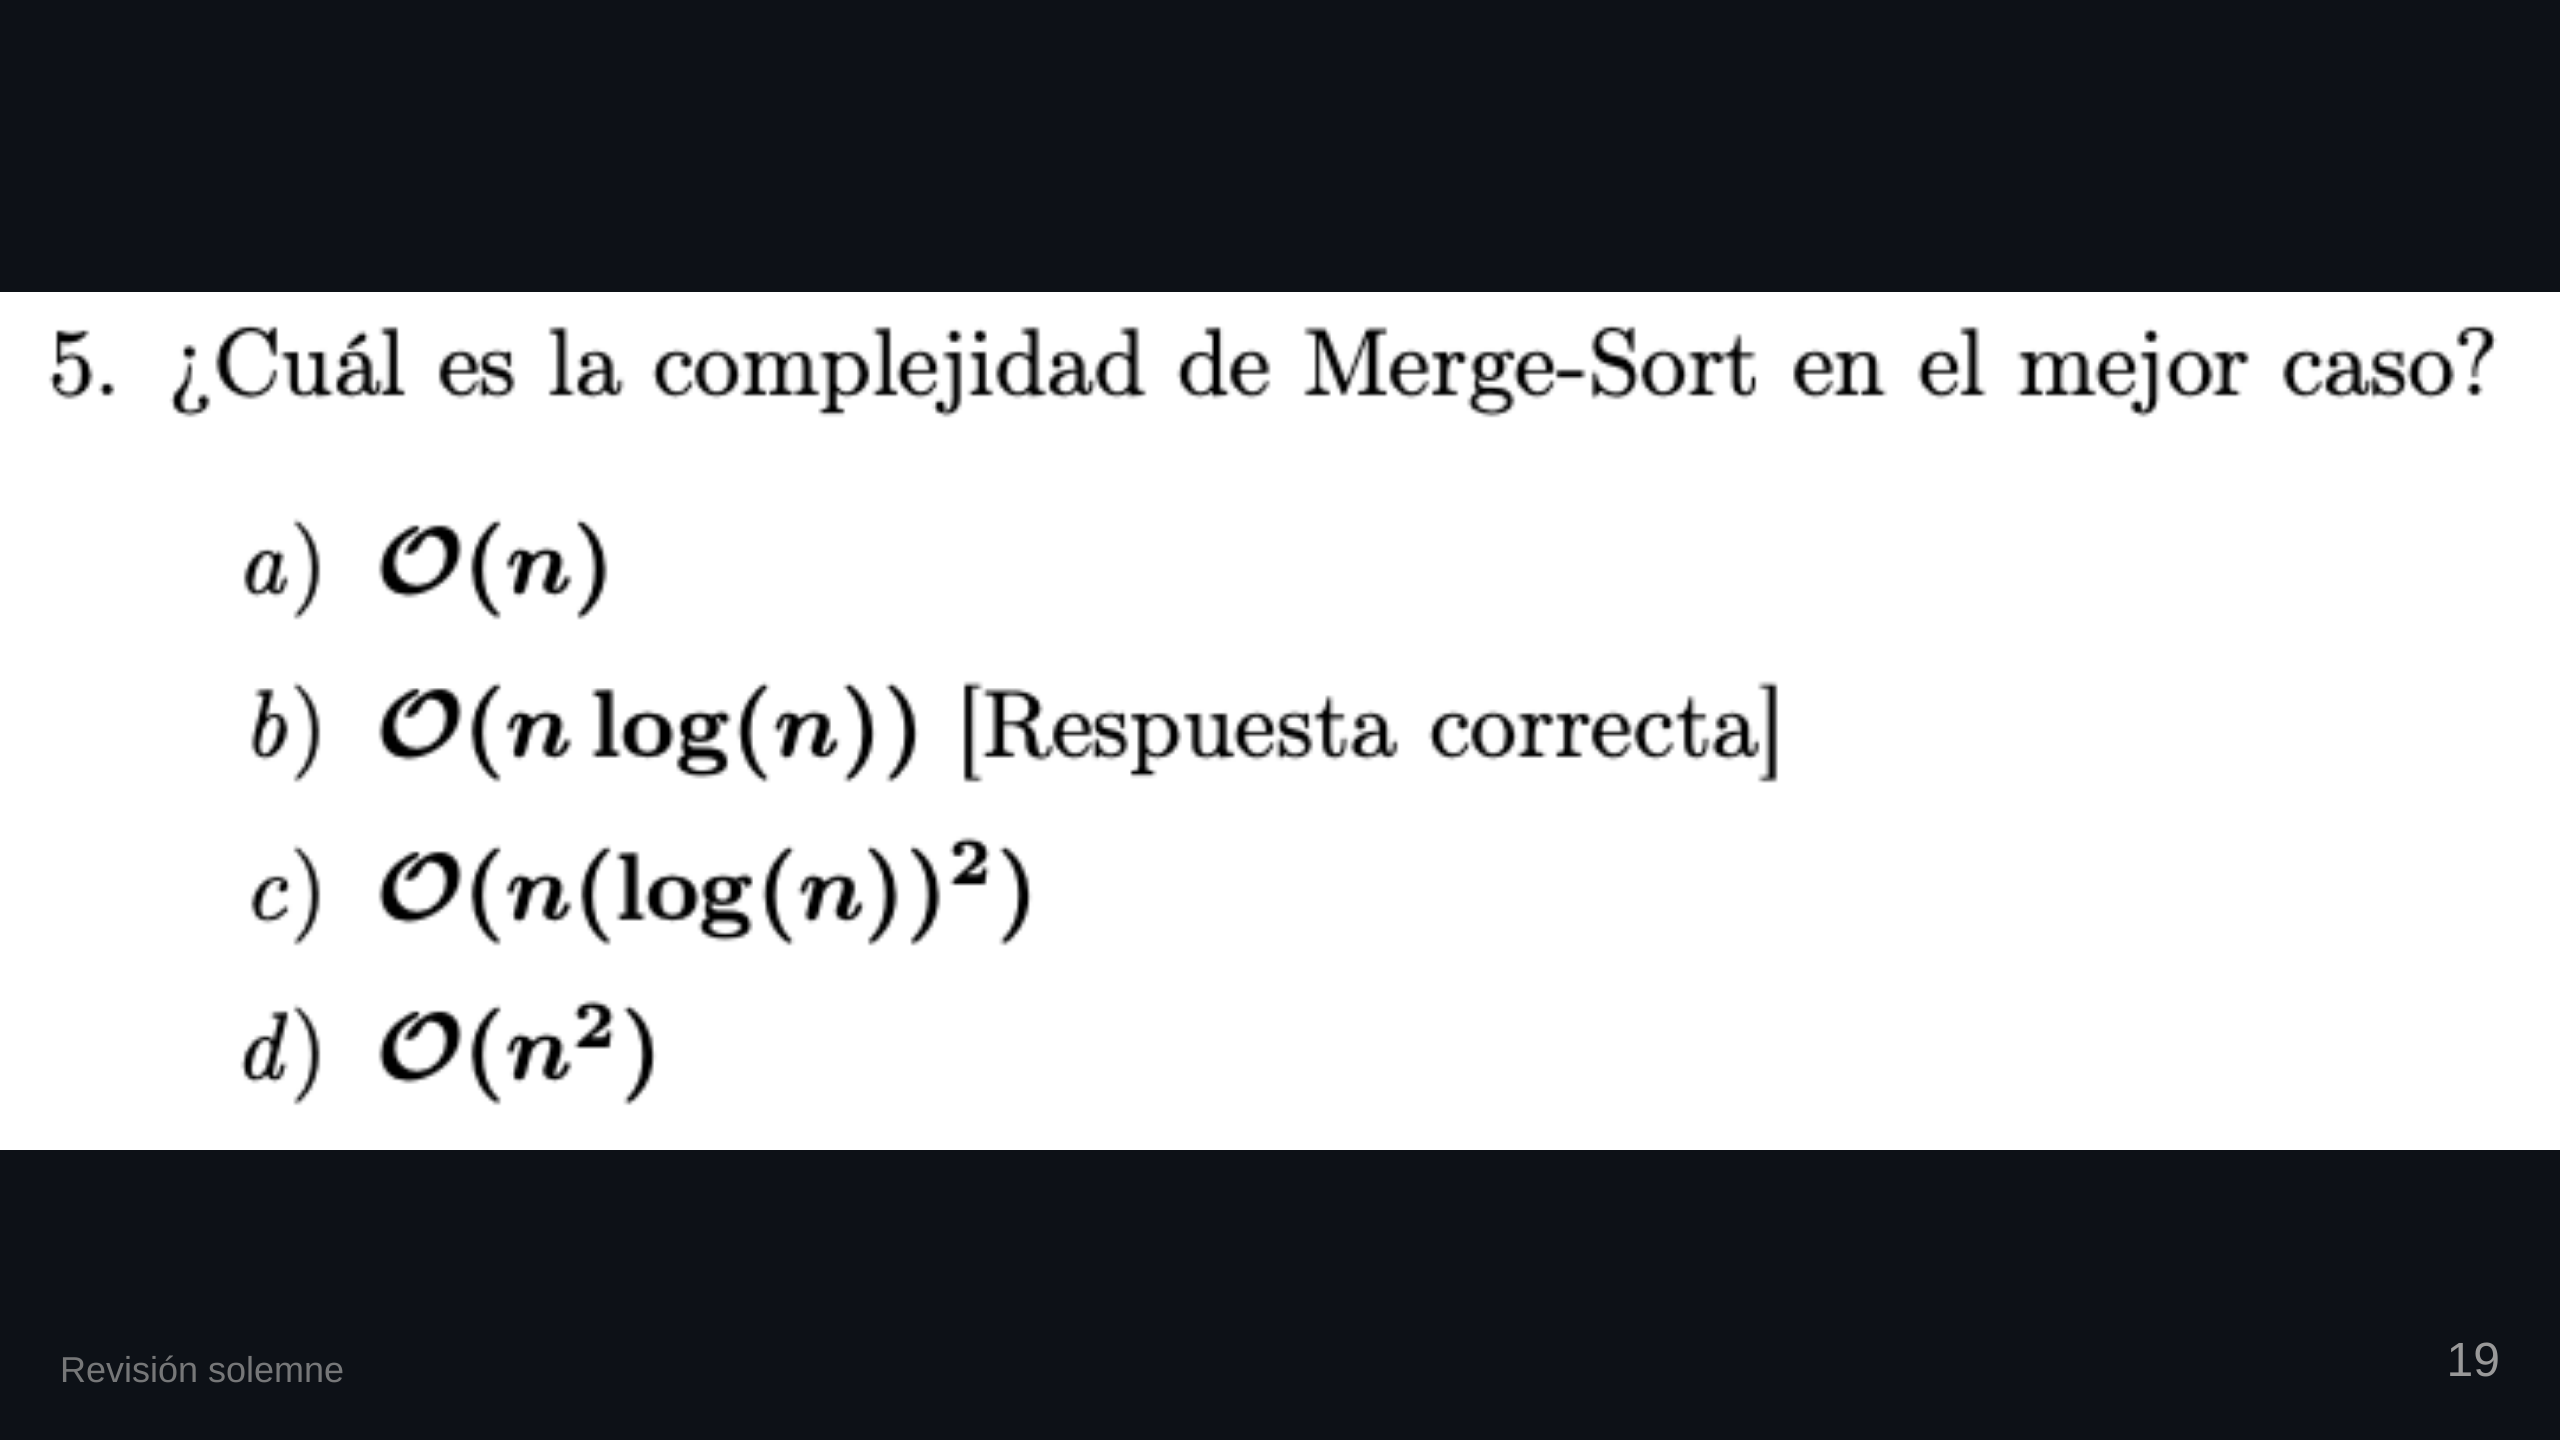 5. ¿Cuál es la complejidad de Merge-Sort en el mejor caso?
a) 𝒪(n)
b) 𝒪(n log(n)) [Respuesta correcta]
c) 𝒪(n(log(n))²)
d) 𝒪(n²)
Revisión solemne
19